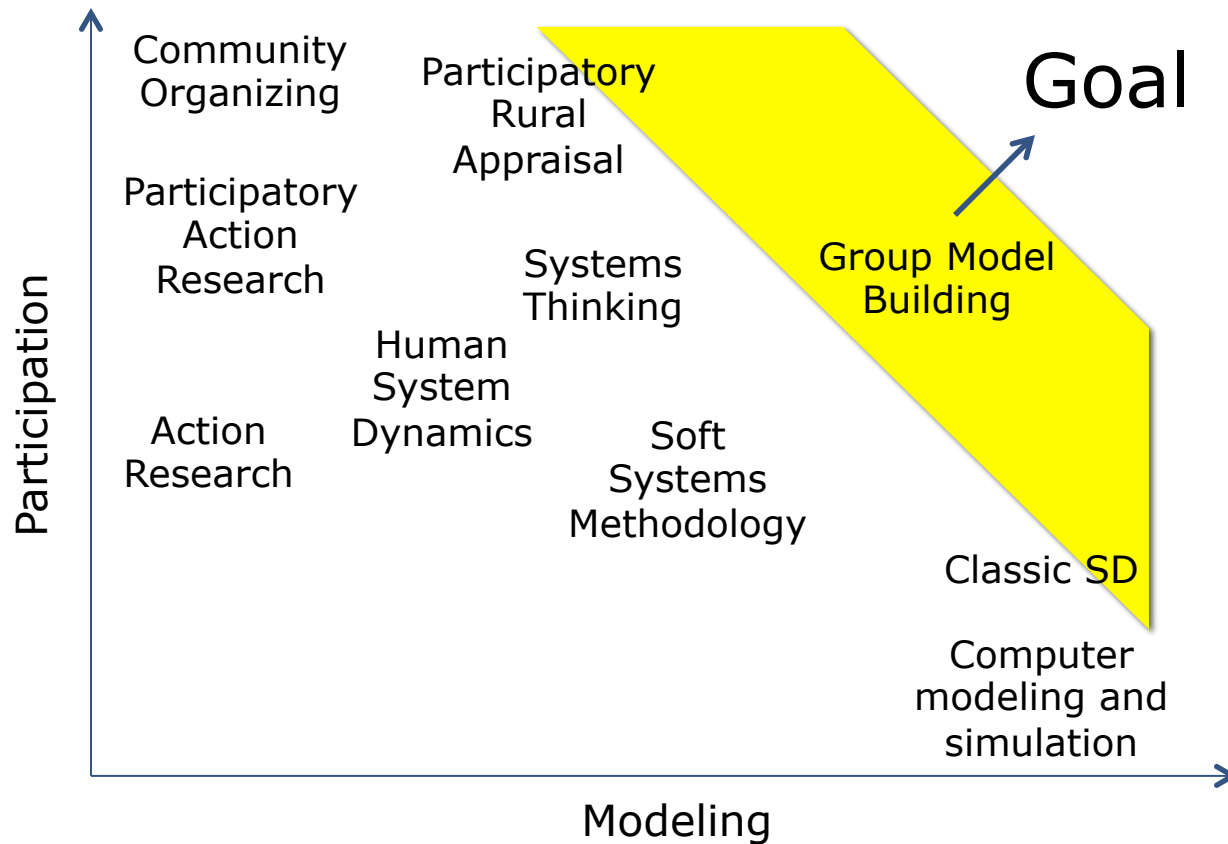 Community
Organizing
Participatory
Rural
Appraisal
Goal
Participatory
Action
Research
Systems
Thinking
Group Model
Building
Human
System
Dynamics
Action
Research
Soft
Systems
Methodology
Classic SD
Computer
modeling and
simulation
Participation
Modeling